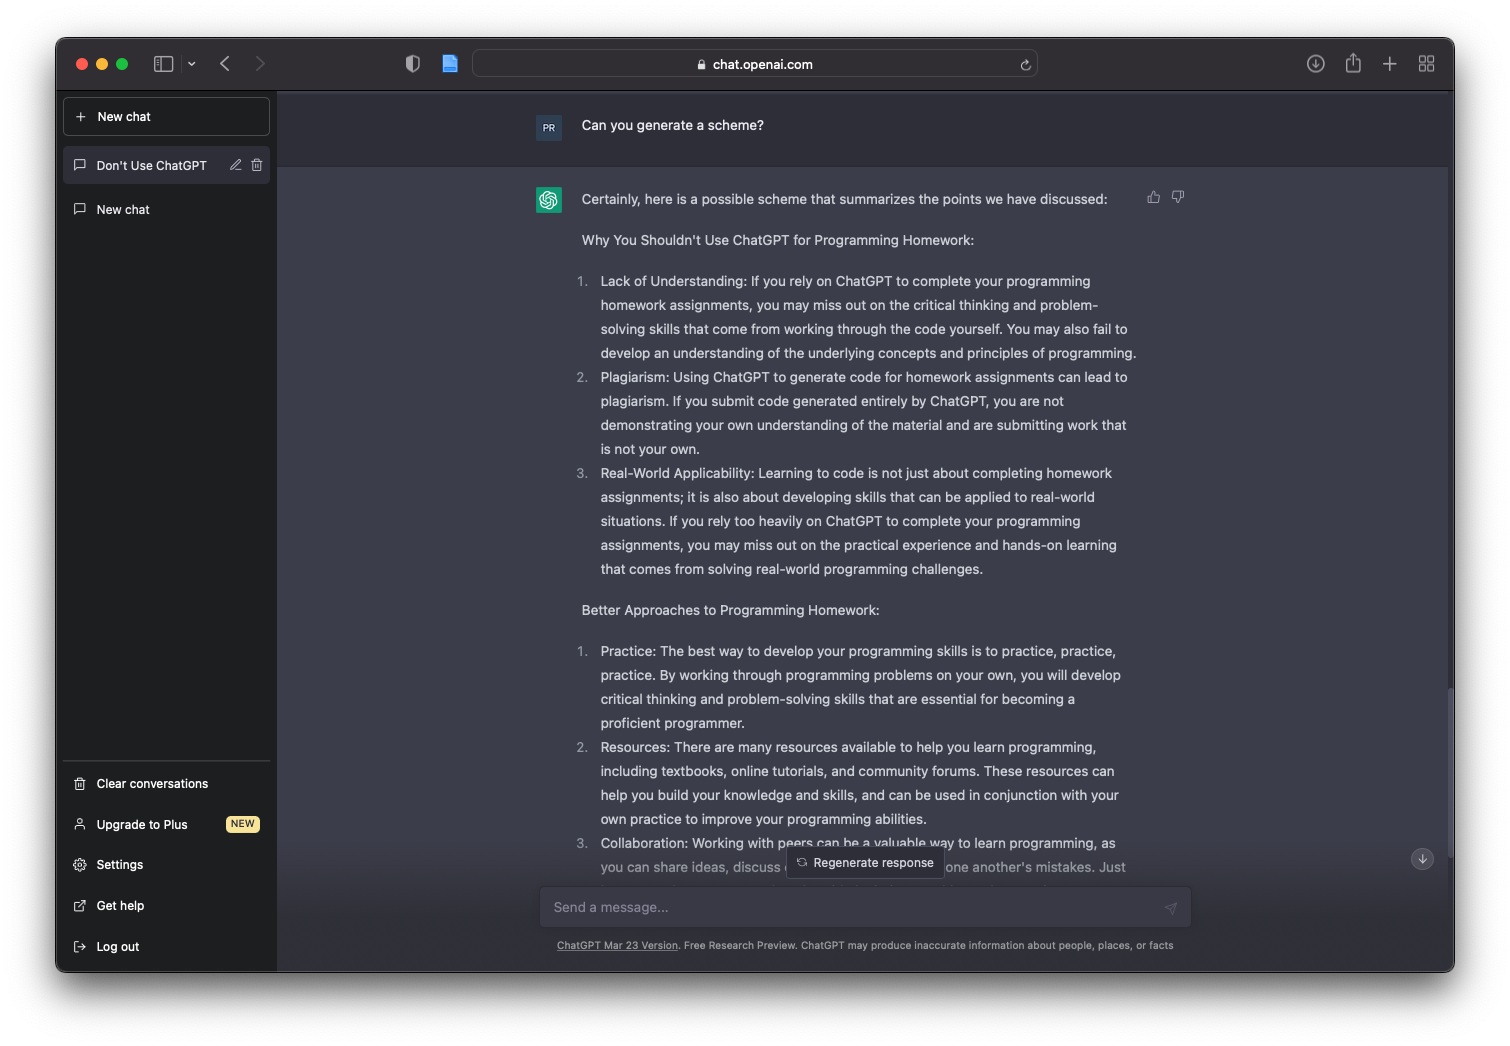 chat.openai.com
New chat
Don't Use ChatGPT
New chat
Clear conversations
Upgrade to Plus NEW
Settings
Get help
Log out
PR Can you generate a scheme?
Certainly, here is a possible scheme that summarizes the points we have discussed:
Why You Shouldn't Use ChatGPT for Programming Homework:
1. Lack of Understanding: If you rely on ChatGPT to complete your programming
homework assignments, you may miss out on the critical thinking and problem-
solving skills that come from working through the code yourself. You may also fail to
develop an understanding of the underlying concepts and principles of programming.
2. Plagiarism: Using ChatGPT to generate code for homework assignments can lead to
plagiarism. If you submit code generated entirely by ChatGPT, you are not
demonstrating your own understanding of the material and are submitting work that
is not your own.
3. Real-World Applicability: Learning to code is not just about completing homework
assignments; it is also about developing skills that can be applied to real-world
situations. If you rely too heavily on ChatGPT to complete your programming
assignments, you may miss out on the practical experience and hands-on learning
that comes from solving real-world programming challenges.
Better Approaches to Programming Homework:
1. Practice: The best way to develop your programming skills is to practice, practice,
practice. By working through programming problems on your own, you will develop
critical thinking and problem-solving skills that are essential for becoming a
proficient programmer.
2. Resources: There are many resources available to help you learn programming,
including textbooks, online tutorials, and community forums. These resources can
help you build your knowledge and skills, and can be used in conjunction with your
own practice to improve your programming abilities.
3. Collaboration: Working with peers can be a valuable way to learn programming, as
you can share ideas, discuss one another's mistakes. Just
Regenerate response
Send a message...
ChatGPT Mar 23 Version. Free Research Preview. ChatGPT may produce inaccurate information about people, places, or facts